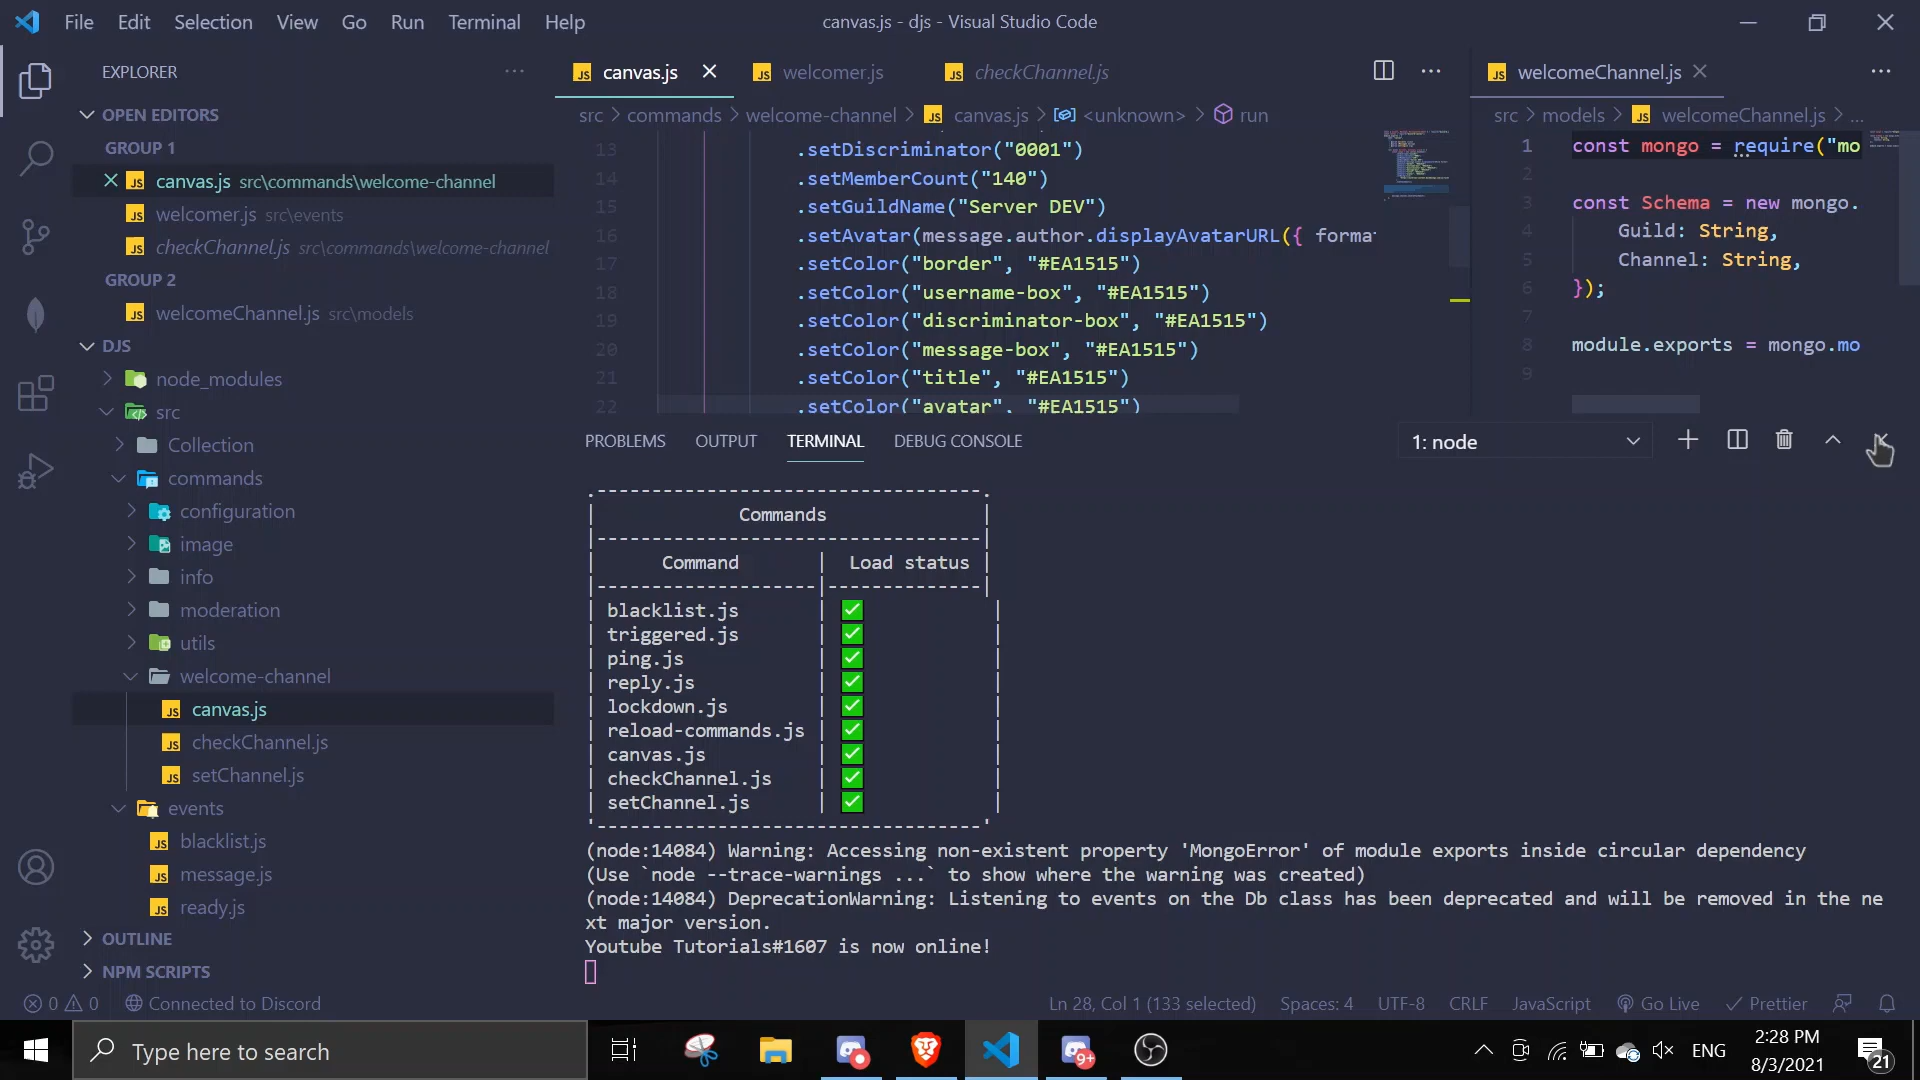 File Edit Selection View Go Run Terminal Help
canvas.js - djs - Visual Studio Code
EXPLORER
OPEN EDITORS
GROUP 1
canvas.js src\commands\welcome-channel
welcomer.js src\events
checkChannel.js src\commands\welcome-channel
GROUP 2
welcomeChannel.js src\models
DJS
node_modules
src
Collection
commands
configuration
image
info
moderation
utils
welcome-channel
canvas.js
checkChannel.js
setChannel.js
events
blacklist.js
message.js
ready.js
OUTLINE
NPM SCRIPTS
canvas.js
welcomer.js
checkChannel.js
src > commands > welcome-channel > canvas.js > <unknown> > run
13 .setDiscriminator("0001")
14 .setMemberCount("140")
15 .setGuildName("Server DEV")
16 .setAvatar(message.author.displayAvatarURL({ format
17 .setColor("border", "#EA1515")
18 .setColor("username-box", "#EA1515")
19 .setColor("discriminator-box", "#EA1515")
20 .setColor("message-box", "#EA1515")
21 .setColor("title", "#EA1515")
22 .setColor("avatar", "#EA1515")
welcomeChannel.js
src > models > welcomeChannel.js > ...
1 const mongo = require("mo
2
3 const Schema = new mongo.
4 Guild: String,
5 Channel: String,
6 });
7
8 module.exports = mongo.mo
9
PROBLEMS OUTPUT TERMINAL DEBUG CONSOLE
1: node
Commands
Command | Load status
blacklist.js | ✅
triggered.js | ✅
ping.js | ✅
reply.js | ✅
lockdown.js | ✅
reload-commands.js | ✅
canvas.js | ✅
checkChannel.js | ✅
setChannel.js | ✅
(node:14084) Warning: Accessing non-existent property 'MongoError' of module exports inside circular dependency
(Use `node --trace-warnings ...` to show where the warning was created)
(node:14084) DeprecationWarning: Listening to events on the Db class has been deprecated and will be removed in the ne
xt major version.
Youtube Tutorials#1607 is now online!
0 0 Connected to Discord
Ln 28, Col 1 (133 selected) Spaces: 4 UTF-8 CRLF JavaScript Go Live Prettier
Type here to search
9+
ENG
2:28 PM
8/3/2021
21